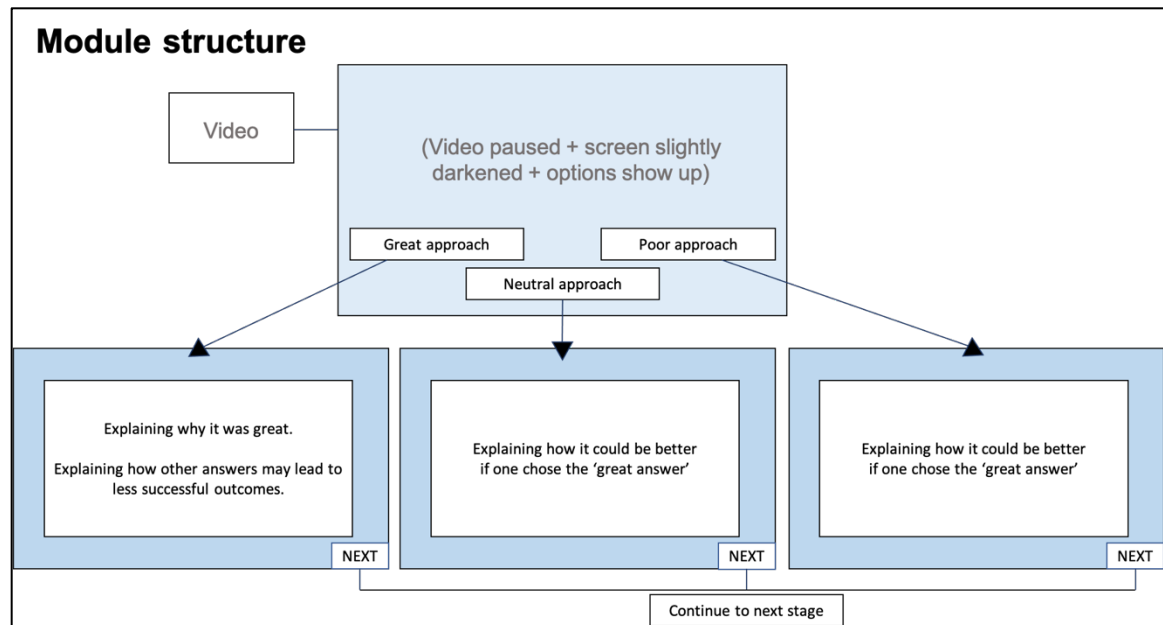 Module structure
Video
(Video paused + screen slightly
darkened + options show up)
Great approach
Poor approach
Neutral approach
Explaining why it was great.
Explaining how other answers may lead to
less successful outcomes.
NEXT
Explaining how it could be better
if one chose the ‘great answer’
NEXT
Explaining how it could be better
if one chose the ‘great answer’
NEXT
Continue to next stage